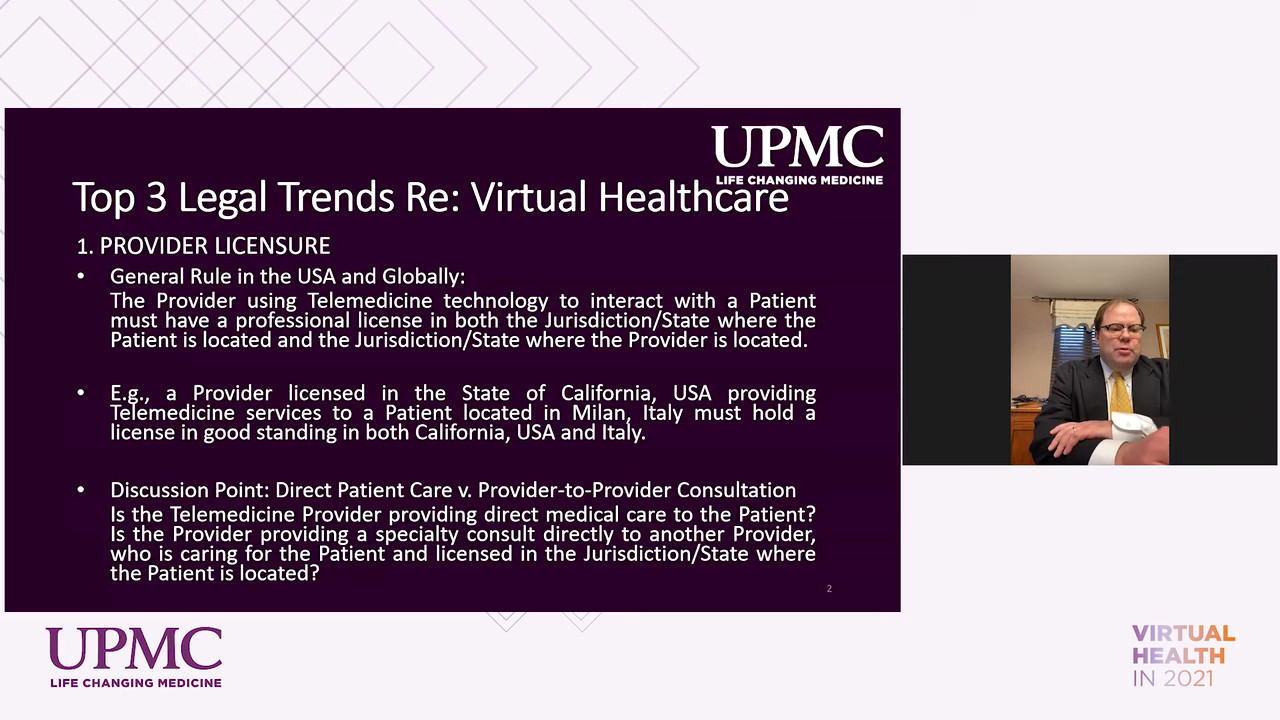 UPMC
LIFE CHANGING MEDICINE
Top 3 Legal Trends Re: Virtual Healthcare
1. PROVIDER LICENSURE
• General Rule in the USA and Globally:
The Provider using Telemedicine technology to interact with a Patient
must have a professional license in both the Jurisdiction/State where the
Patient is located and the Jurisdiction/State where the Provider is located.
• E.g., a Provider licensed in the State of California, USA providing
Telemedicine services to a Patient located in Milan, Italy must hold a
license in good standing in both California, USA and Italy.
• Discussion Point: Direct Patient Care v. Provider-to-Provider Consultation
Is the Telemedicine Provider providing direct medical care to the Patient?
Is the Provider providing a specialty consult directly to another Provider,
who is caring for the Patient and licensed in the Jurisdiction/State where
the Patient is located?
2
UPMC
LIFE CHANGING MEDICINE
VIRTUAL
HEALTH
IN 2021